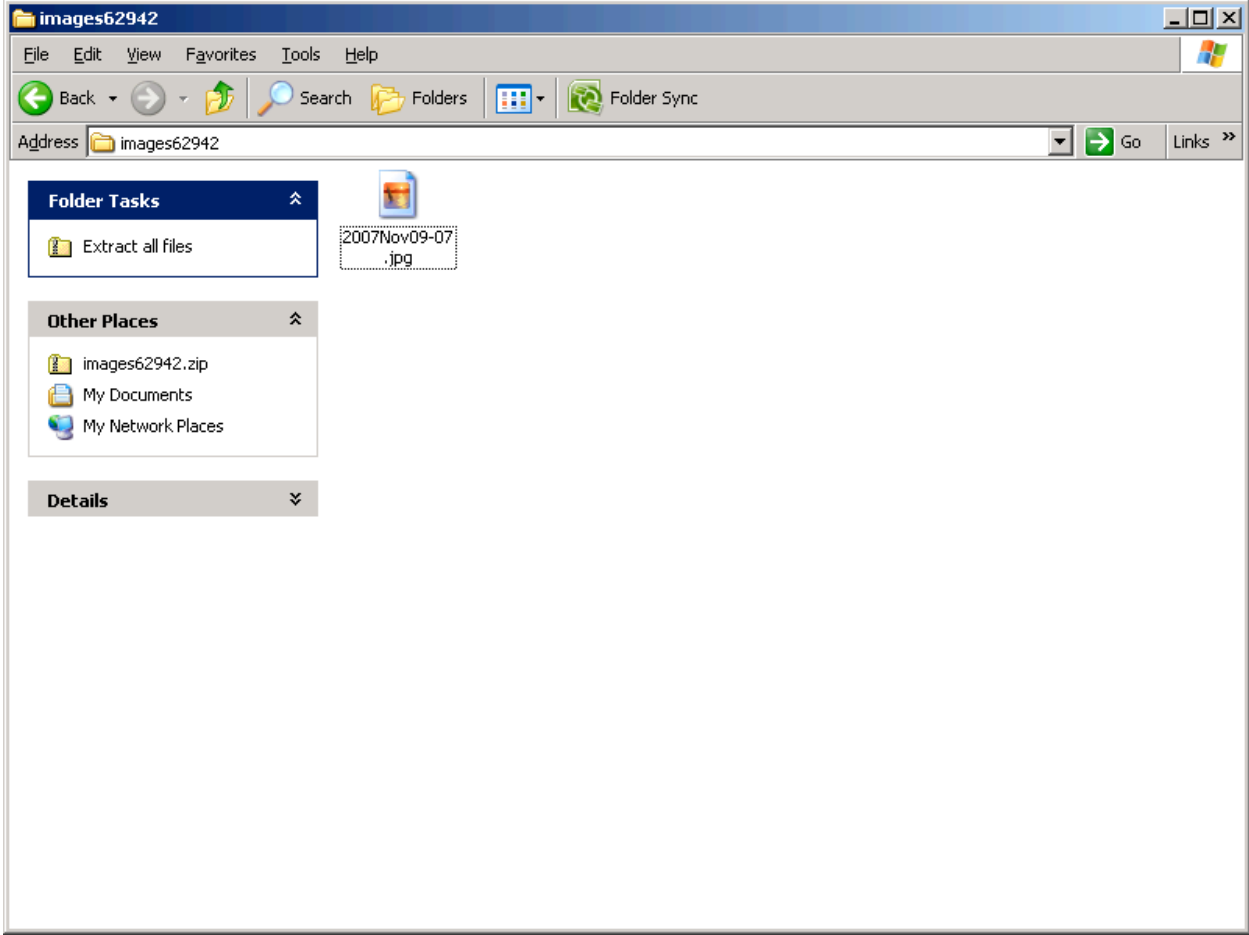 images62942
File Edit View Favorites Tools Help
Back Search Folders Folder Sync
Address images62942 Go Links »
Folder Tasks
Extract all files
Other Places
images62942.zip
My Documents
My Network Places
Details
2007Nov09-07
.jpg